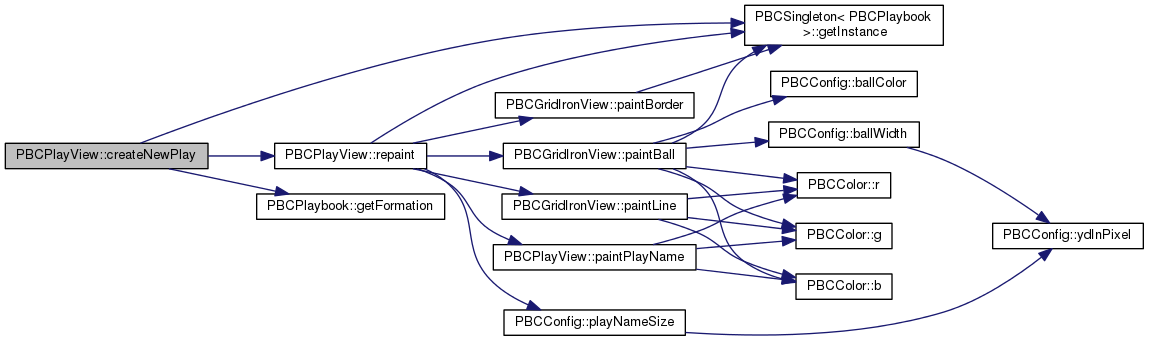 PBCSingleton< PBCPlaybook
>::getInstance
PBCConfig::ballColor
PBCGridIronView::paintBorder
PBCConfig::ballWidth
PBCPlayView::createNewPlay
PBCPlayView::repaint
PBCGridIronView::paintBall
PBCColor::r
PBCPlaybook::getFormation
PBCGridIronView::paintLine
PBCColor::g
PBCConfig::ydInPixel
PBCPlayView::paintPlayName
PBCColor::b
PBCConfig::playNameSize